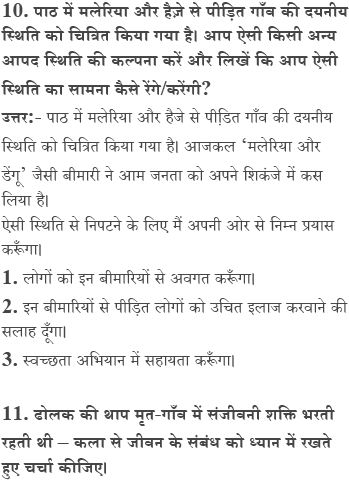 10. पाठ में मलेरिया और हैज़े से पीड़ित गाँव की दयनीय
स्थिति को चित्रित किया गया है। आप ऐसी किसी अन्य
आपद स्थिति की कल्पना करें और लिखें कि आप ऐसी
स्थिति का सामना कैसे रेंगे/करेंगी?
उत्तर:- पाठ में मलेरिया और हैजे से पीडि़त गाँव की दयनीय
स्थिति को चित्रित किया गया है। आजकल ‘मलेरिया और
डेंगू’ जैसी बीमारी ने आम जनता को अपने शिकंजे में कस
लिया है।
ऐसी स्थिति से निपटने के लिए मैं अपनी ओर से निम्न प्रयास
करूँगा।
1. लोगों को इन बीमारियों से अवगत करूँगा।
2. इन बीमारियों से पीड़ित लोगों को उचित इलाज करवाने की
सलाह दूँगा।
3. स्वच्छता अभियान में सहायता करूँगा।
11. ढोलक की थाप मृत-गाँव में संजीवनी शक्ति भरती
रहती थी – कला से जीवन के संबंध को ध्यान में रखते
हुए चर्चा कीजिए।